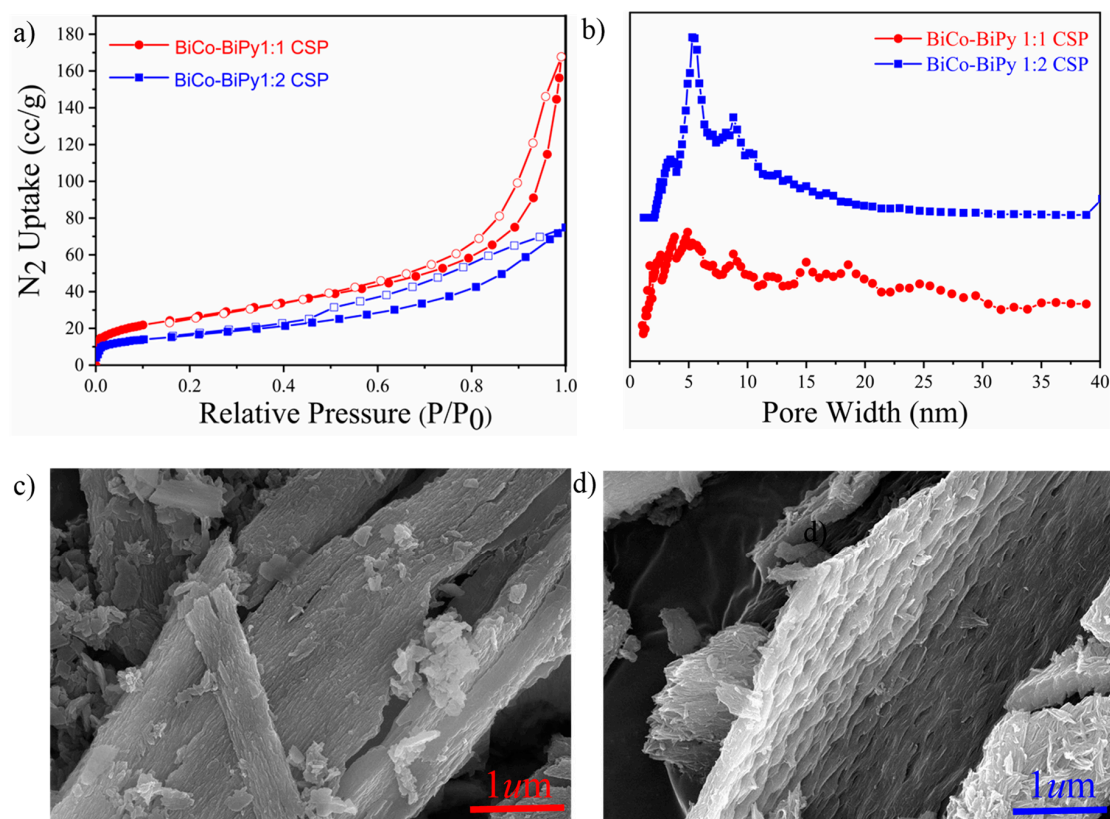 a)
BiCo-BiPy1:1 CSP
BiCo-BiPy1:2 CSP
N2 Uptake (cc/g)
180
160
140
120
100
80
60
40
20
0
0.0
0.2
0.4
0.6
0.8
1.0
Relative Pressure (P/P0)
b)
BiCo-BiPy 1:1 CSP
BiCo-BiPy 1:2 CSP
0
5
10
15
20
25
30
35
40
Pore Width (nm)
c)
1um
d)
d)
1um